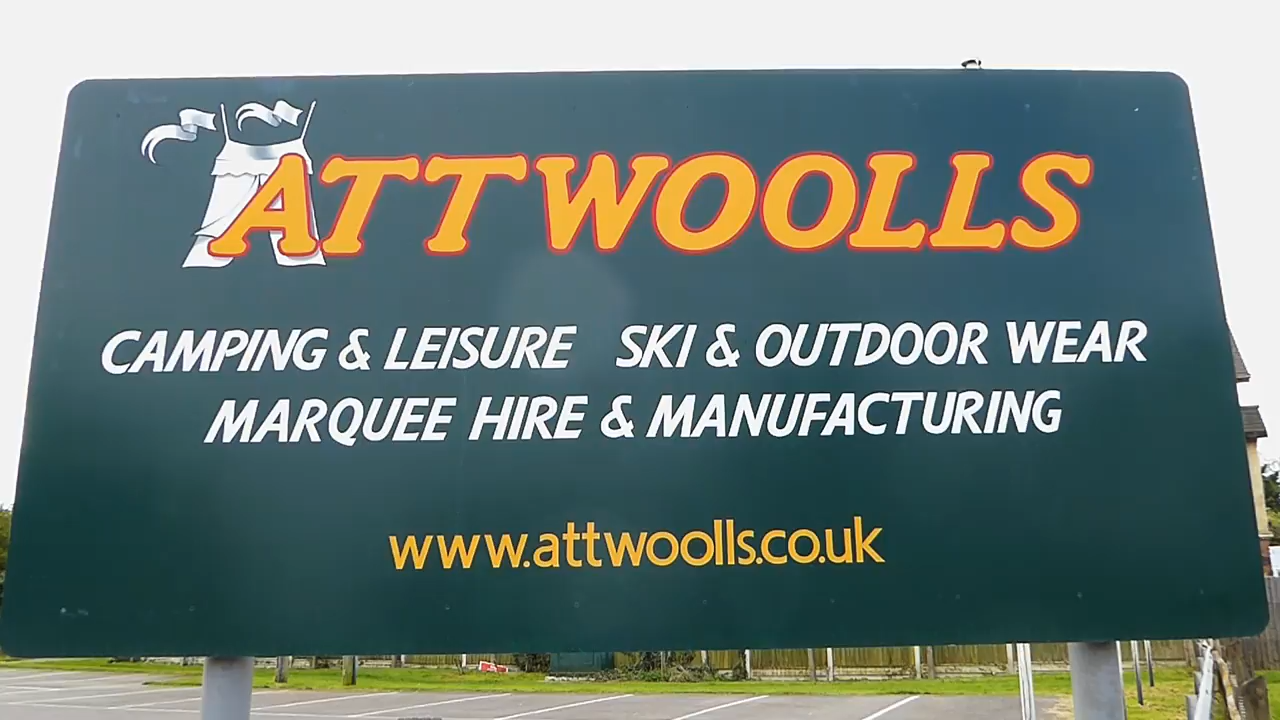 ATTWOOLLS
CAMPING & LEISURE SKI & OUTDOOR WEAR
MARQUEE HIRE & MANUFACTURING
www.attwoolls.co.uk